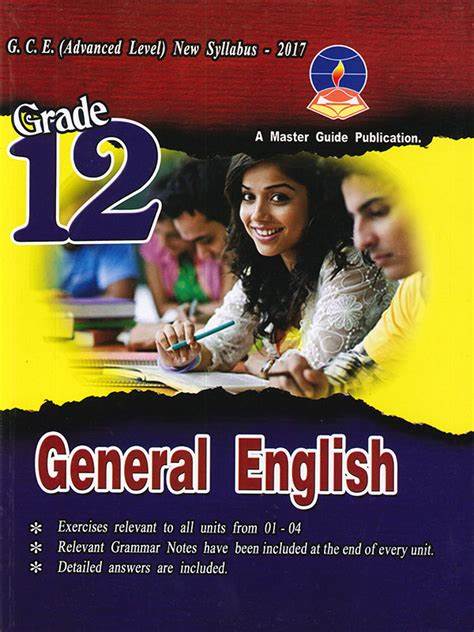 G. C. E. (Advanced Level) New Syllabus - 2017
Grade
12
A Master Guide Publication.
General English
* Exercises relevant to all units from 01 - 04
* Relevant Grammar Notes have been included at the end of every unit.
* Detailed answers are included.